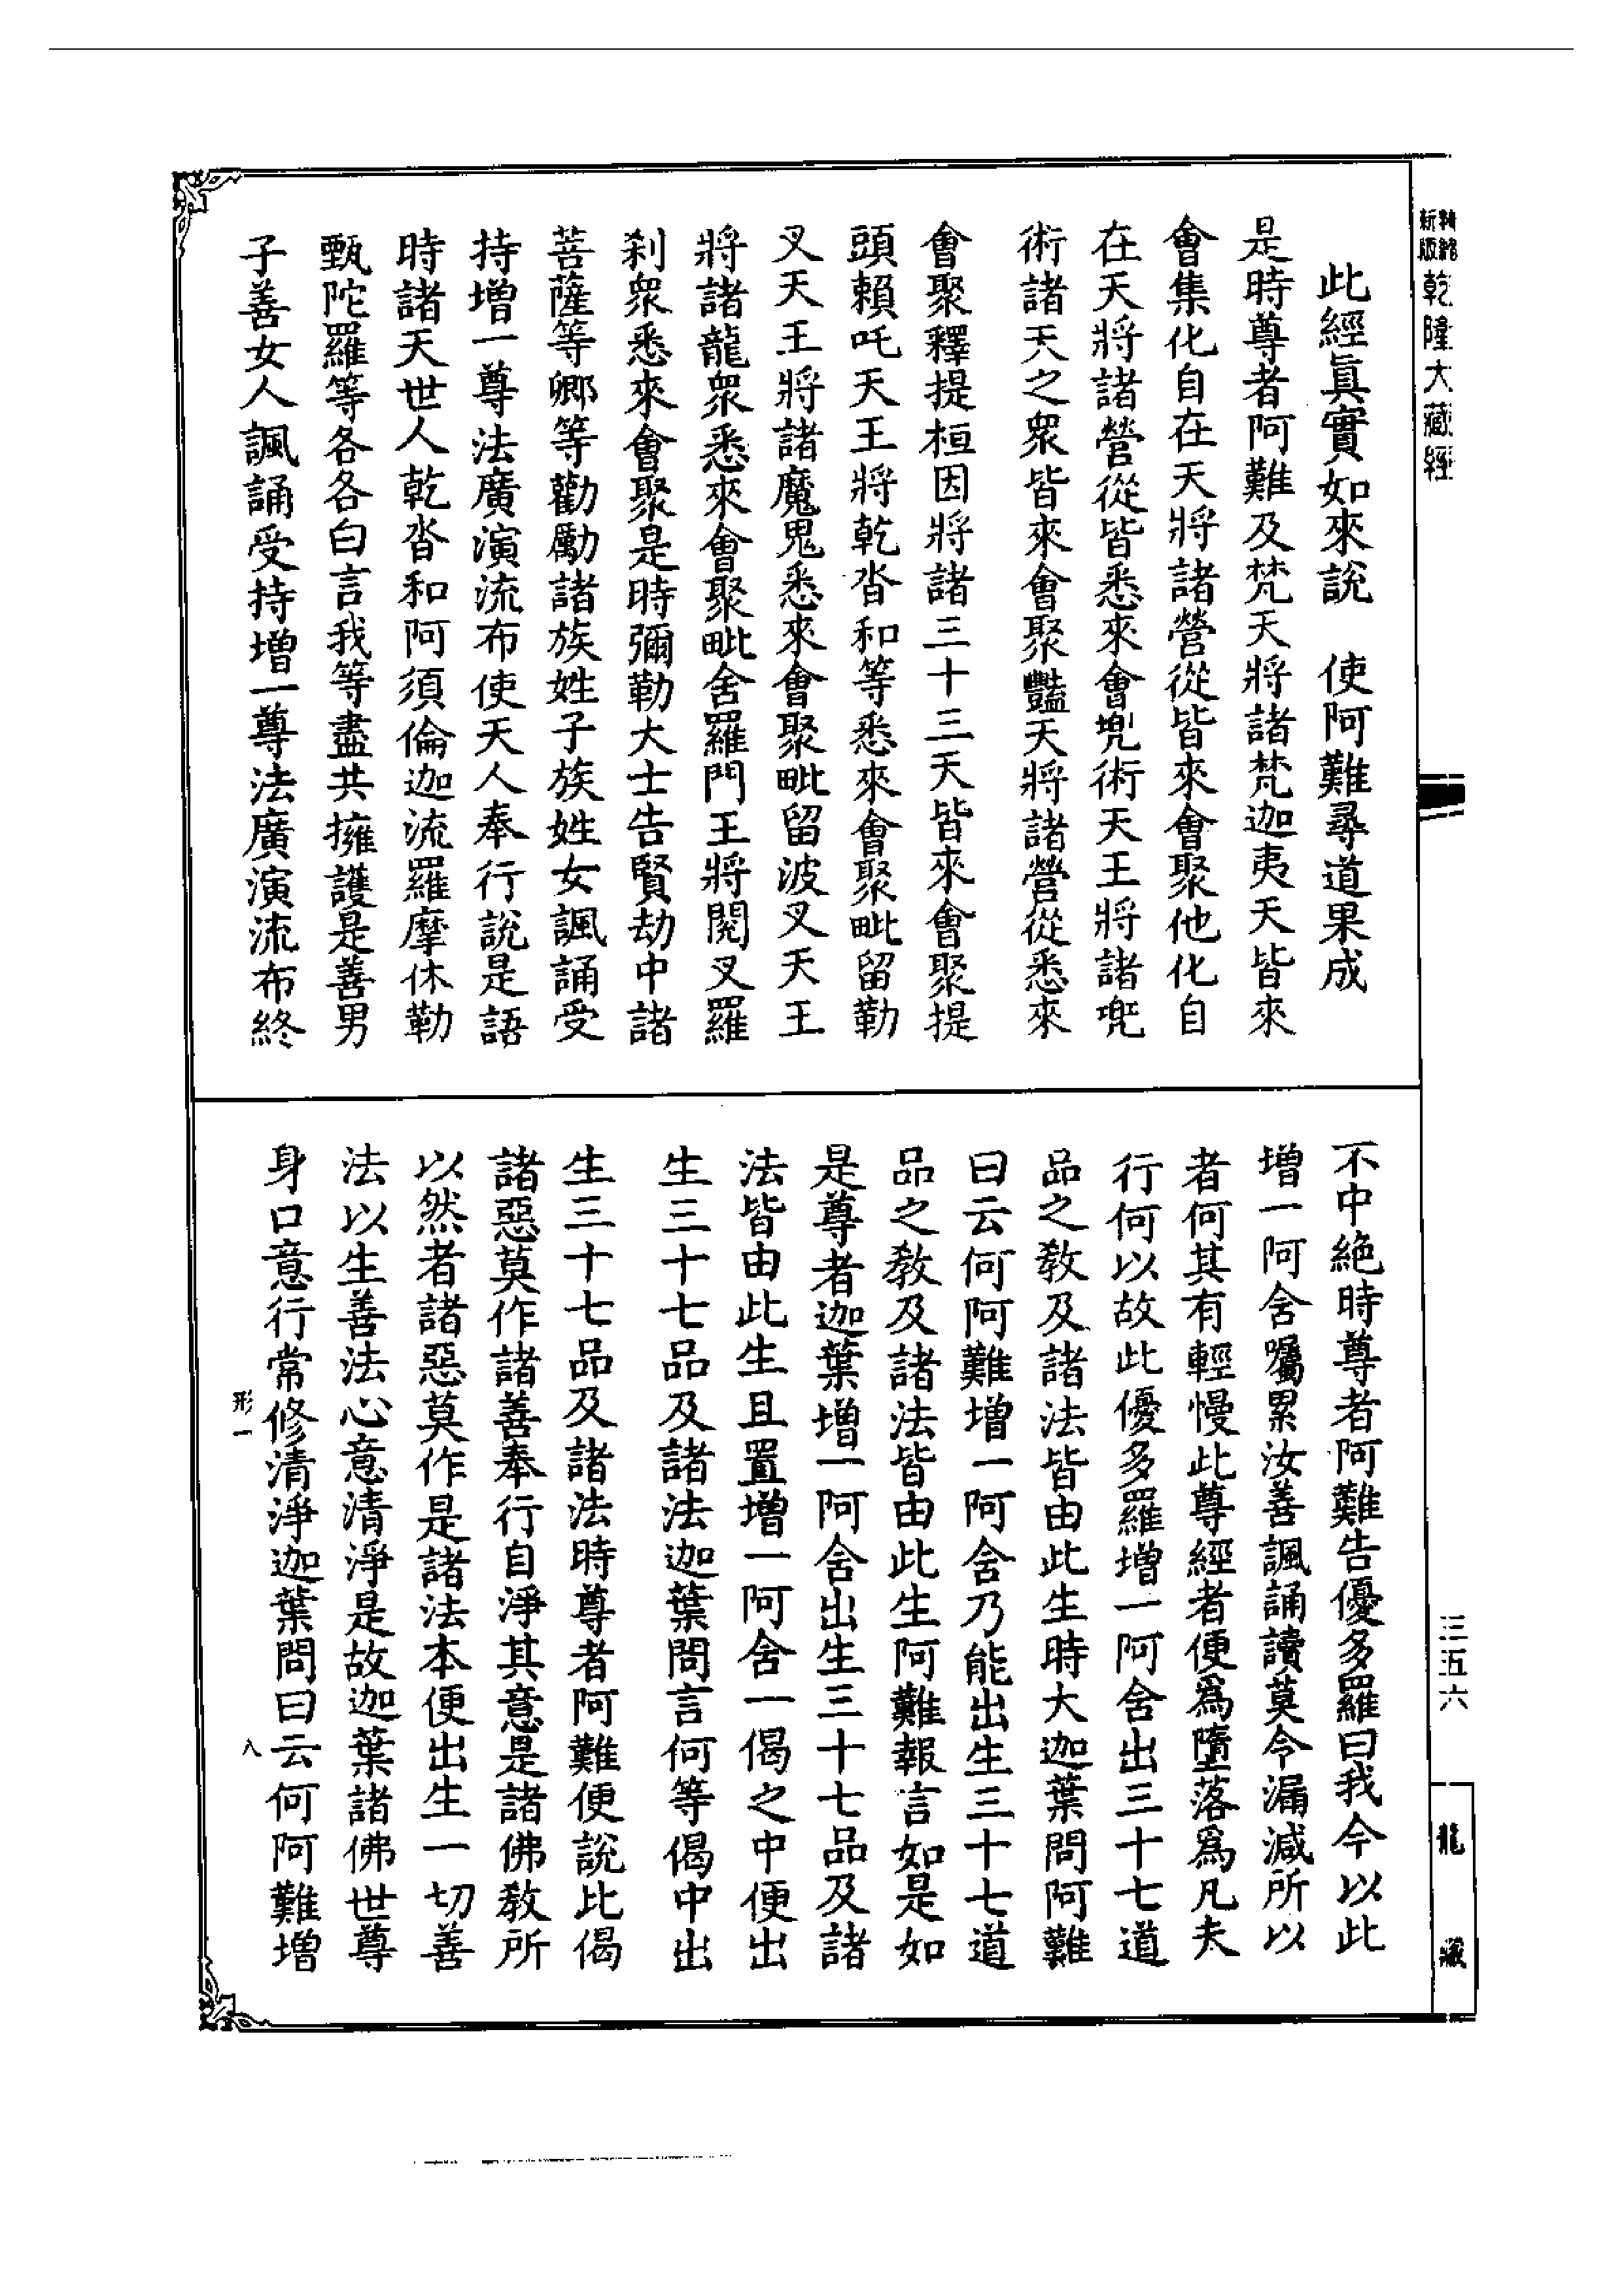 新版
乾隆大藏經
三五六
龍藏
此經眞實如來說　使阿難尋道果成
是時尊者阿難及梵天將諸梵迦夷天皆來
會集化自在天將諸營從皆來會聚他化自
在天將諸營從皆悉來會兜術天王將諸兜
術諸天之衆皆來會聚豔天將諸營從悉來
會聚釋提桓因將諸三十三天皆來會聚提
頭賴吒天王將乾沓和等悉來會聚毗留勒
叉天王將諸魔鬼悉來會聚毗留波叉天王
將諸龍衆悉來會聚毗舍羅門王將閱叉羅
刹衆悉來會聚是時彌勒大士告賢劫中諸
菩薩等卿等勸勵諸族姓子族姓女諷誦受
持增一尊法廣演流布使天人奉行說是語
時諸天世人乾沓和阿須倫迦流羅摩休勒
甄陀羅等各各白言我等盡共擁護是善男
子善女人諷誦受持增一尊法廣演流布終
不中絶時尊者阿難告優多羅曰我今以此
增一阿舍囑累汝善諷誦讀莫令漏減所以
者何其有輕慢此尊經者便爲墮落爲凡夫
行何以故此優多羅增一阿舍出三十七道
品之教及諸法皆由此生時大迦葉問阿難
曰云何阿難增一阿舍乃能出生三十七道
品之教及諸法皆由此生阿難報言如是如
是尊者迦葉增一阿舍出生三十七品及諸
法皆由此生且置增一阿舍一偈之中便出
生三十七品及諸法迦葉問言何等偈中出
生三十七品及諸法時尊者阿難便說此偈
諸惡莫作諸善奉行自淨其意是諸佛教所
以然者諸惡莫作是諸法本便出生一切善
法以生善法心意清淨是故迦葉諸佛世尊
身口意行常修清淨迦葉問曰云何阿難增
形一　八